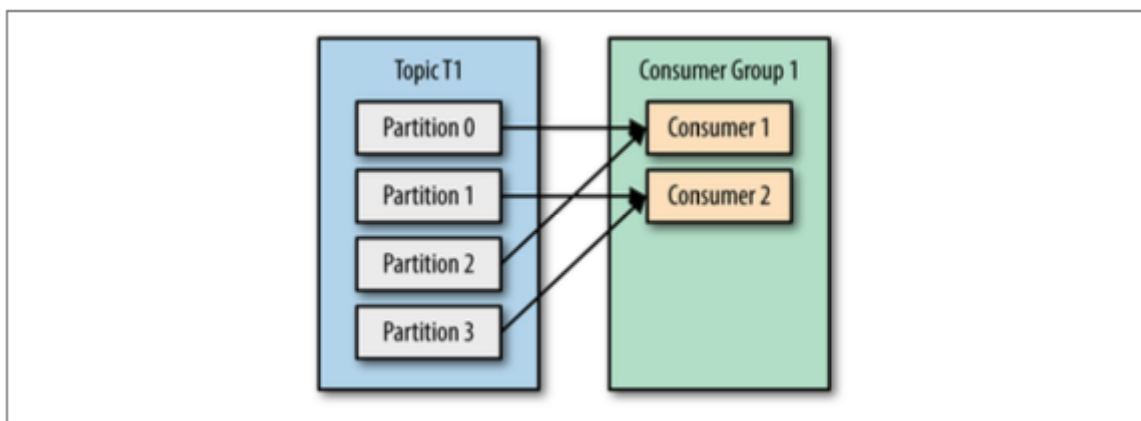 Topic T1
Partition 0
Partition 1
Partition 2
Partition 3
Consumer Group 1
Consumer 1
Consumer 2